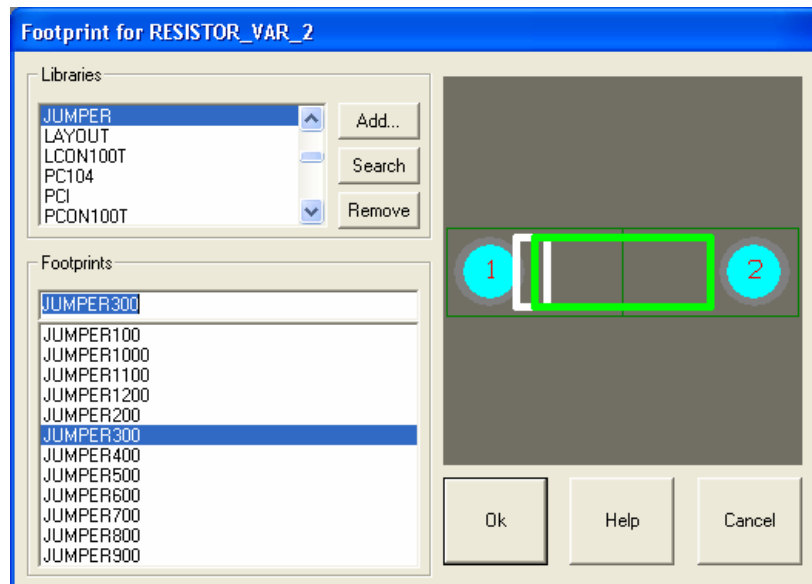 Footprint for RESISTOR_VAR_2
Libraries
JUMPER
LAYOUT
LCON100T
PC104
PCI
PCON100T
Add...
Search
Remove
Footprints
JUMPER300
JUMPER100
JUMPER1000
JUMPER1100
JUMPER1200
JUMPER200
JUMPER300
JUMPER400
JUMPER500
JUMPER600
JUMPER700
JUMPER800
JUMPER900
1 2
Ok Help Cancel